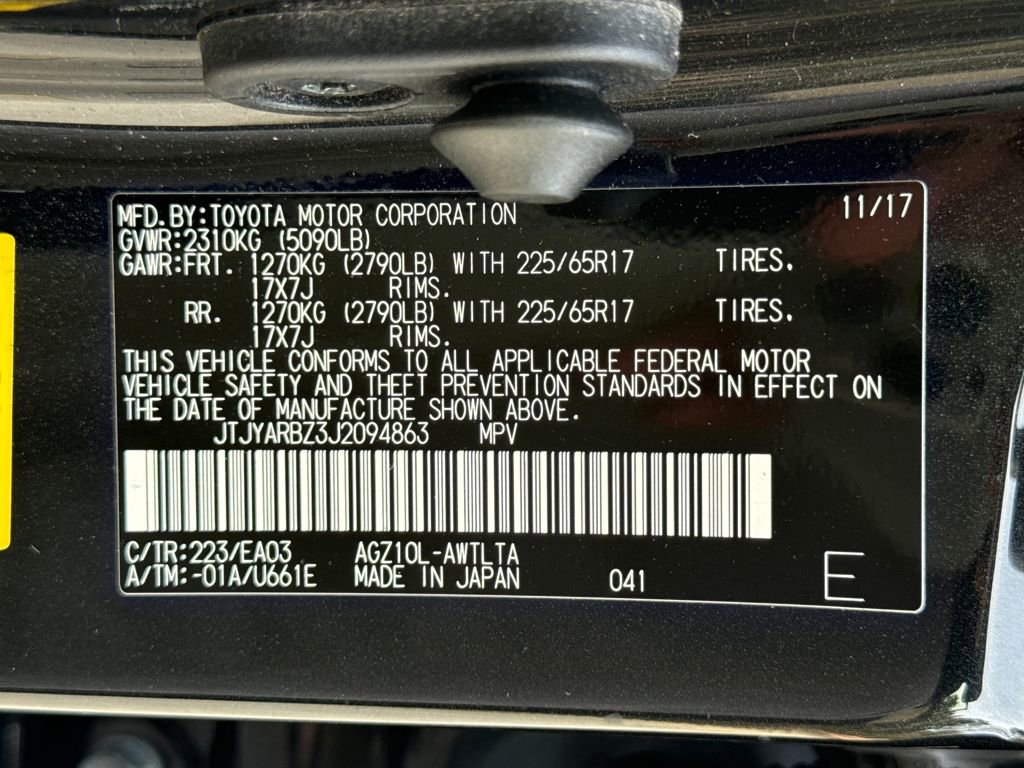 MFD.BY:TOYOTA MOTOR CORPORATION 11/17
GVWR:2310KG (5090LB)
GAWR:FRT. 1270KG (2790LB) WITH 225/65R17 TIRES.
17X7J RIMS.
RR. 1270KG (2790LB) WITH 225/65R17 TIRES.
17X7J RIMS.
THIS VEHICLE CONFORMS TO ALL APPLICABLE FEDERAL MOTOR
VEHICLE SAFETY AND THEFT PREVENTION STANDARDS IN EFFECT ON
THE DATE OF MANUFACTURE SHOWN ABOVE.
JTJYARBZ3J2094863 MPV
C/TR:223/EA03 AGZ10L-AWTLTA
A/TM:-01A/U661E MADE IN JAPAN 041 E